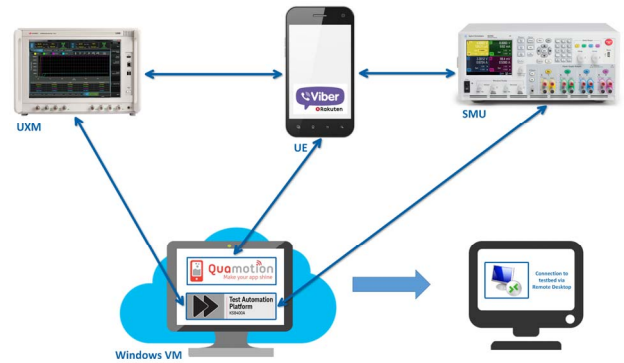 Viber
Rakuten
UXM
UE
SMU
Quamotion
Make your app shine
Test Automation
Platform
KS8400A
Connection to
testbed via
Remote Desktop
Windows VM